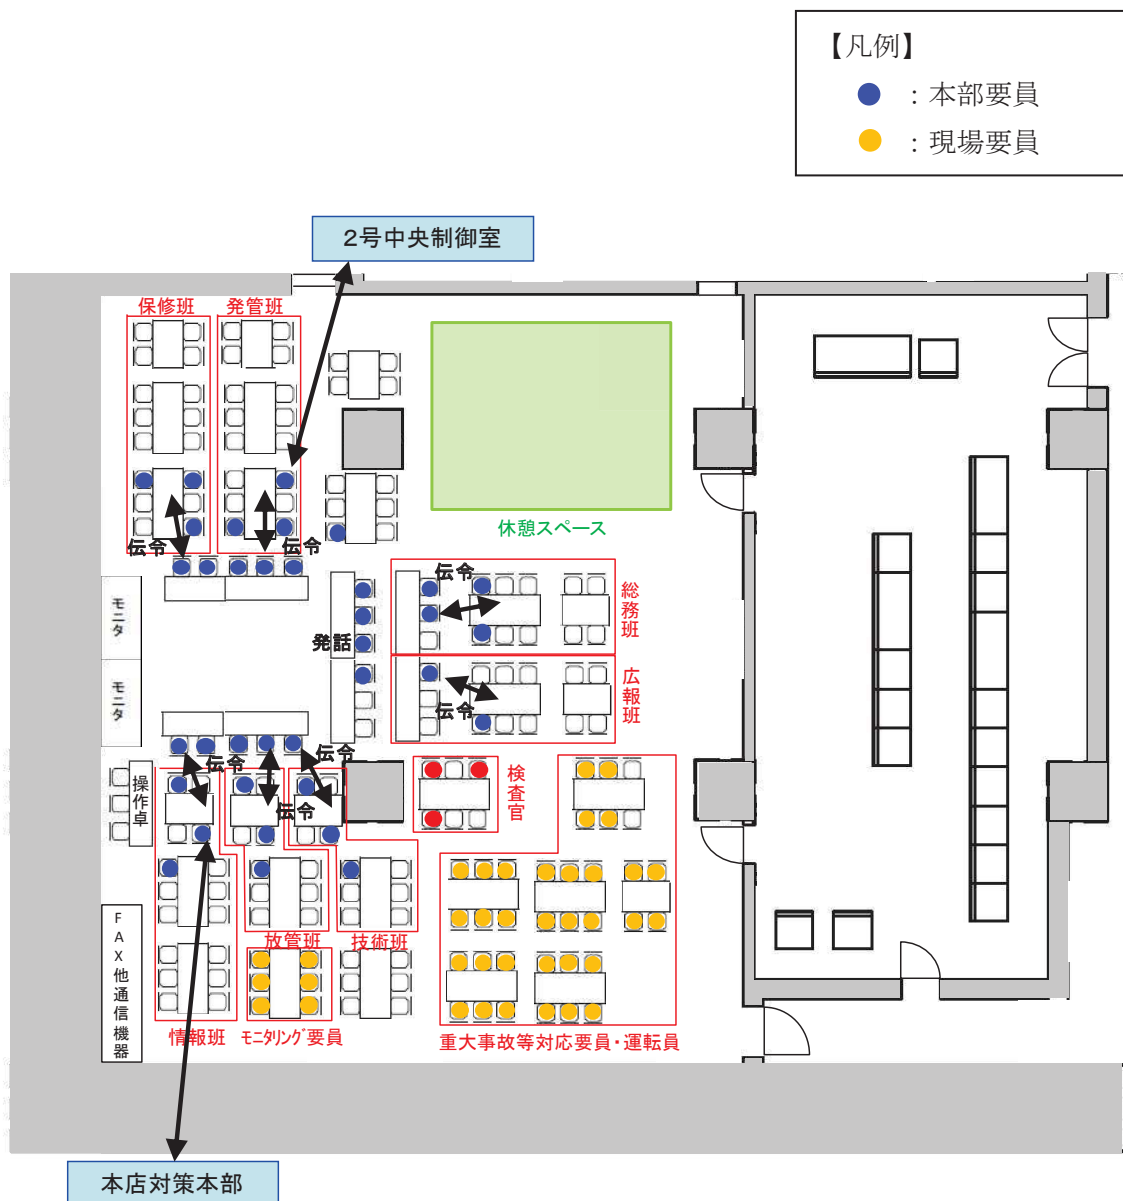 【凡例】
：本部要員
：現場要員
2号中央制御室
保修班
発管班
休憩スペース
伝令
伝令
伝令
総務班
モニタ
発話
モニタ
広報班
伝令
伝令
伝令
伝令
操作卓
検査官
FAX他通信機器
放管班
技術班
情報班
モニタリング要員
重大事故等対応要員・運転員
本店対策本部